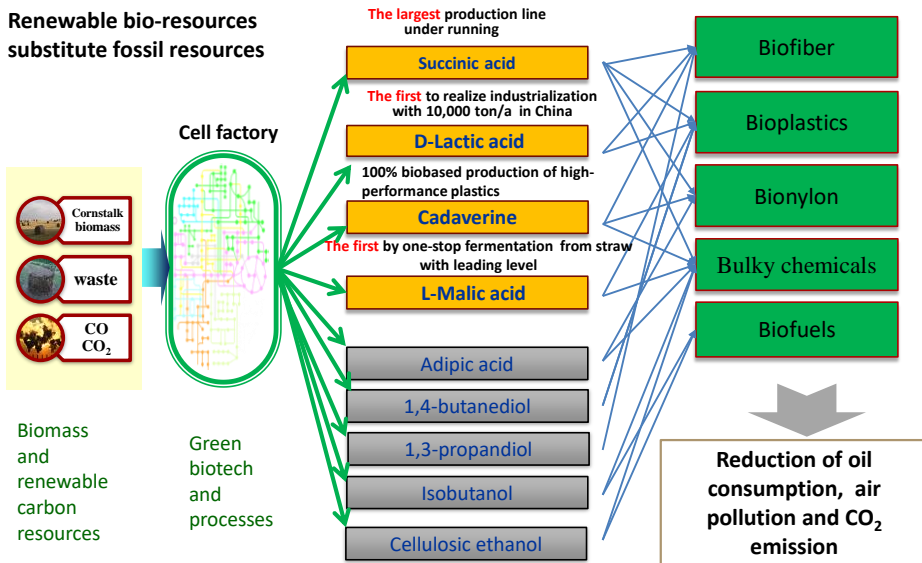 Renewable bio-resources
substitute fossil resources
Cornstalk
biomass
waste
CO
CO₂
Biomass
and
renewable
carbon
resources
Cell factory
Green
biotech
and
processes
The largest production line
under running
Succinic acid
The first to realize industrialization
with 10,000 ton/a in China
D-Lactic acid
100% biobased production of high-
performance plastics
Cadaverine
The first by one-stop fermentation from straw
with leading level
L-Malic acid
Adipic acid
1,4-butanediol
1,3-propandiol
Isobutanol
Cellulosic ethanol
Biofiber
Bioplastics
Bionylon
Bulky chemicals
Biofuels
Reduction of oil
consumption, air
pollution and CO₂
emission